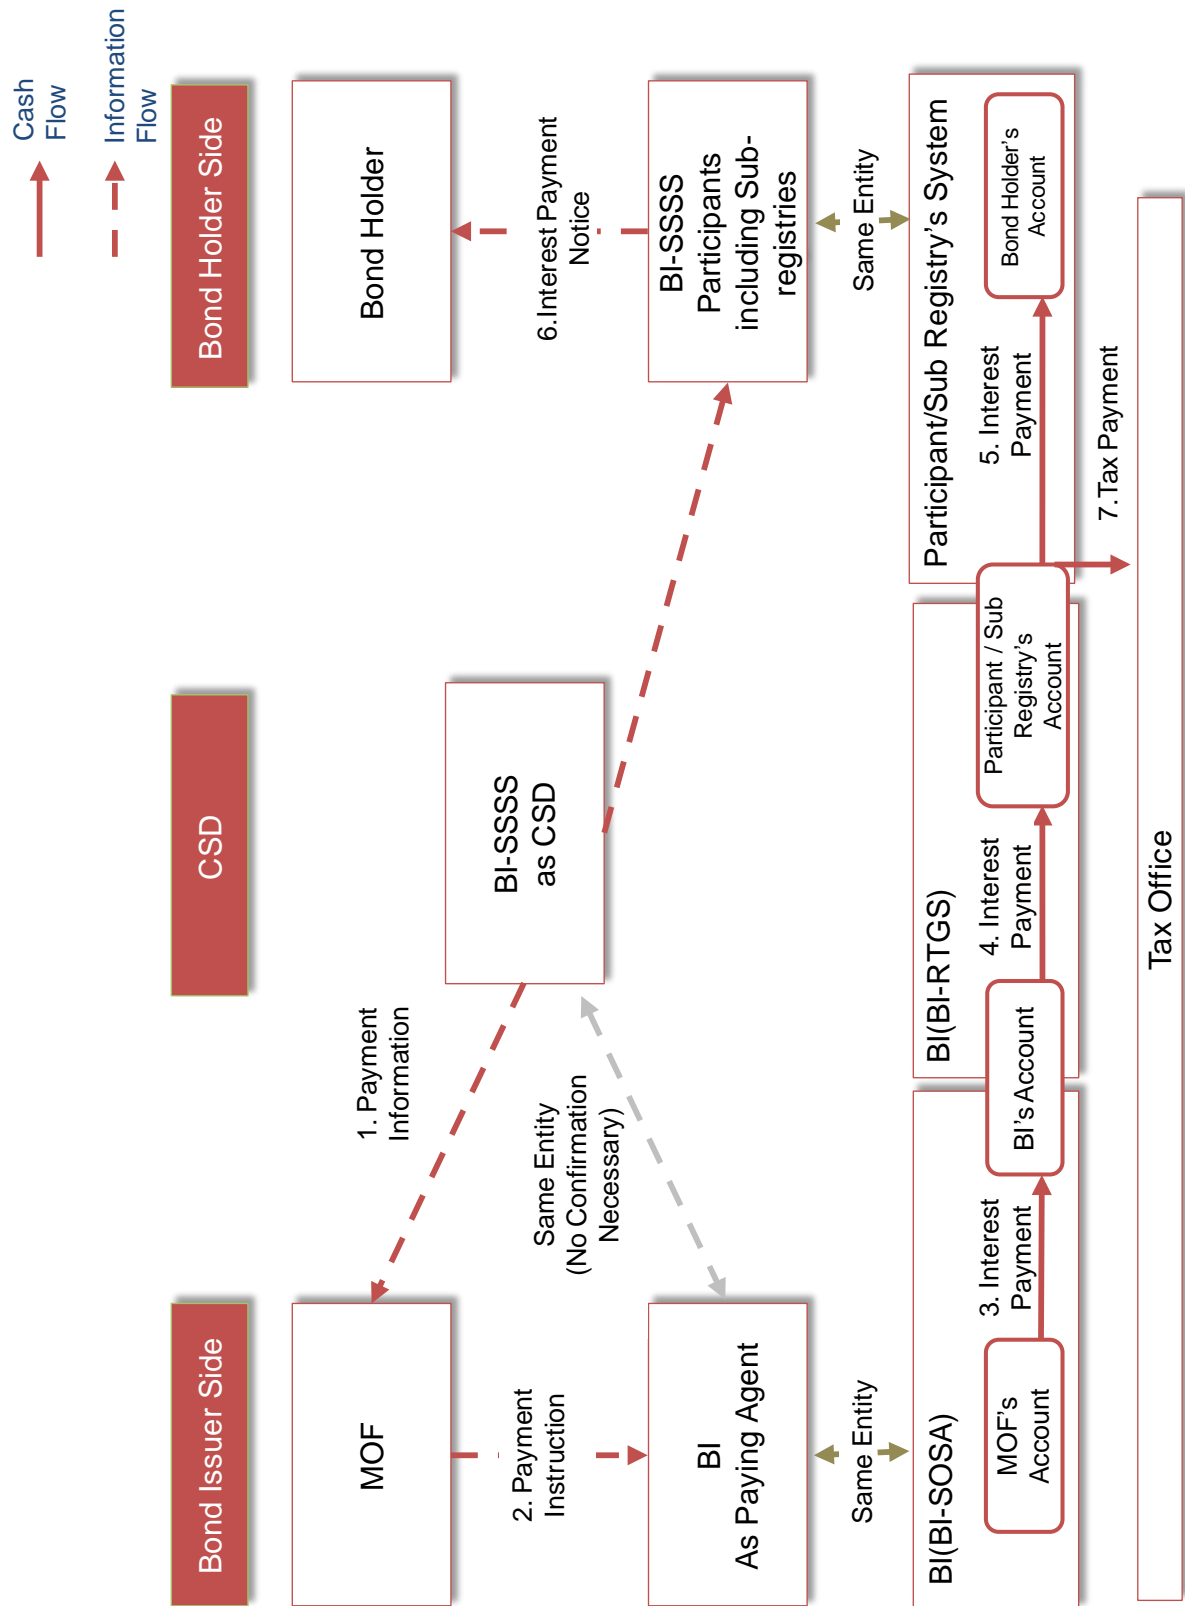 Cash
Flow
Information
Flow
Bond Issuer Side
CSD
Bond Holder Side
MOF
Bond Holder
1. Payment
Information
BI-SSSS
as CSD
2. Payment
Instruction
6.Interest Payment
Notice
Same Entity
(No Confirmation
Necessary)
BI
As Paying Agent
BI-SSSS
Participants
including Sub-
registries
Same Entity
Same Entity
BI(BI-SOSA)
BI(BI-RTGS)
Participant/Sub Registry's System
MOF's
Account
3. Interest
Payment
BI's Account
4. Interest
Payment
Participant / Sub
Registry's
Account
5. Interest
Payment
Bond Holder's
Account
7.Tax Payment
Tax Office